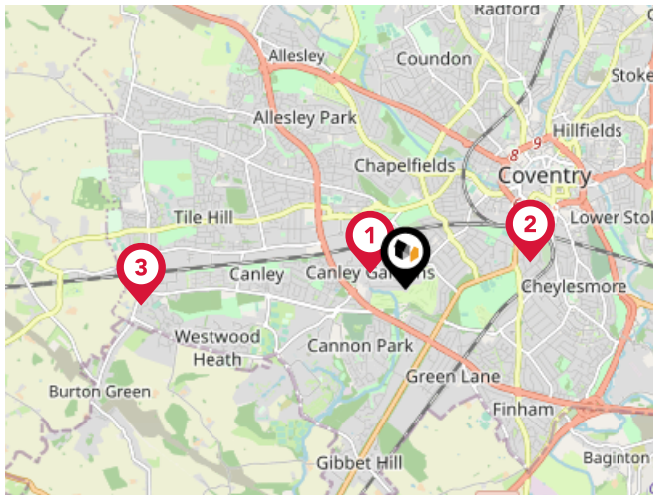 Radford
Allesley
Coundon
Stoke
Allesley Park
8
9
Hillfields
Chapelfields
Coventry
Tile Hill
1
2
Lower Stol
3
Canley
Canley Gardens
Cheylesmore
Westwood
Heath
Cannon Park
Burton Green
Green Lane
Finham
Gibbet Hill
Baginton